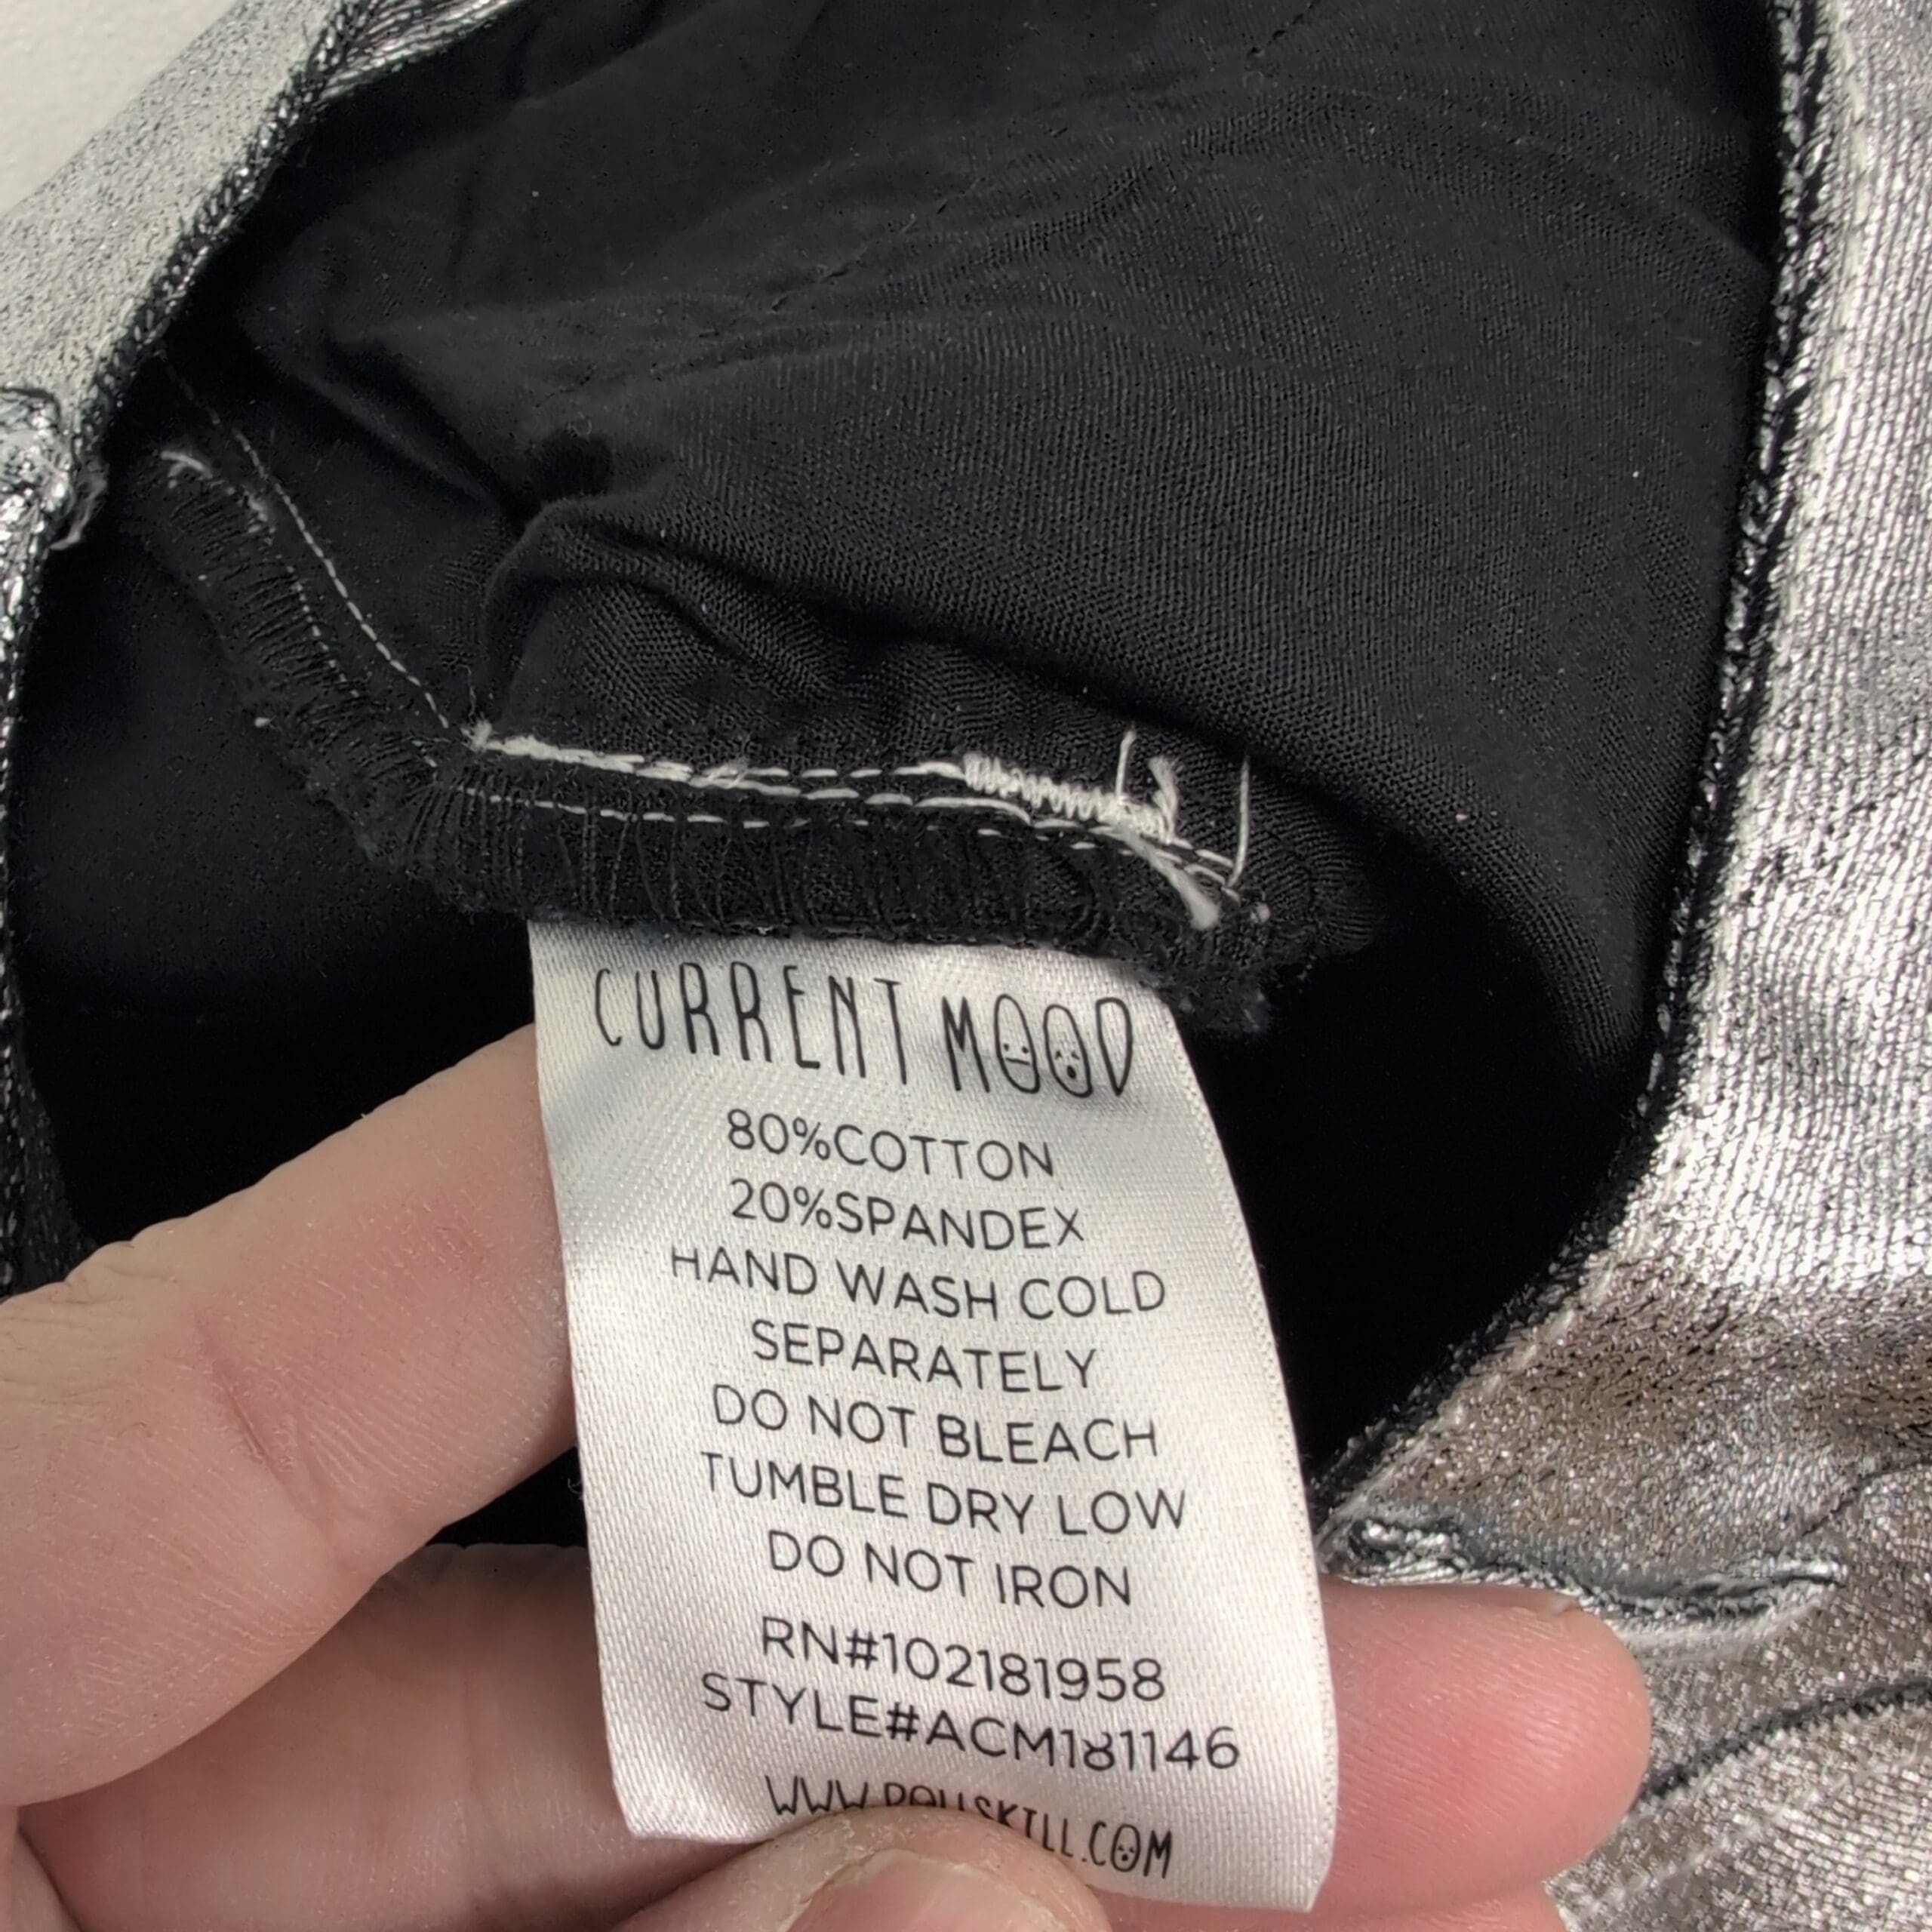 CURRENT MOOD
80%COTTON
20%SPANDEX
HAND WASH COLD
SEPARATELY
DO NOT BLEACH
TUMBLE DRY LOW
DO NOT IRON
RN#102181958
STYLE#ACM181146
WWW.DOLLSKILL.COM